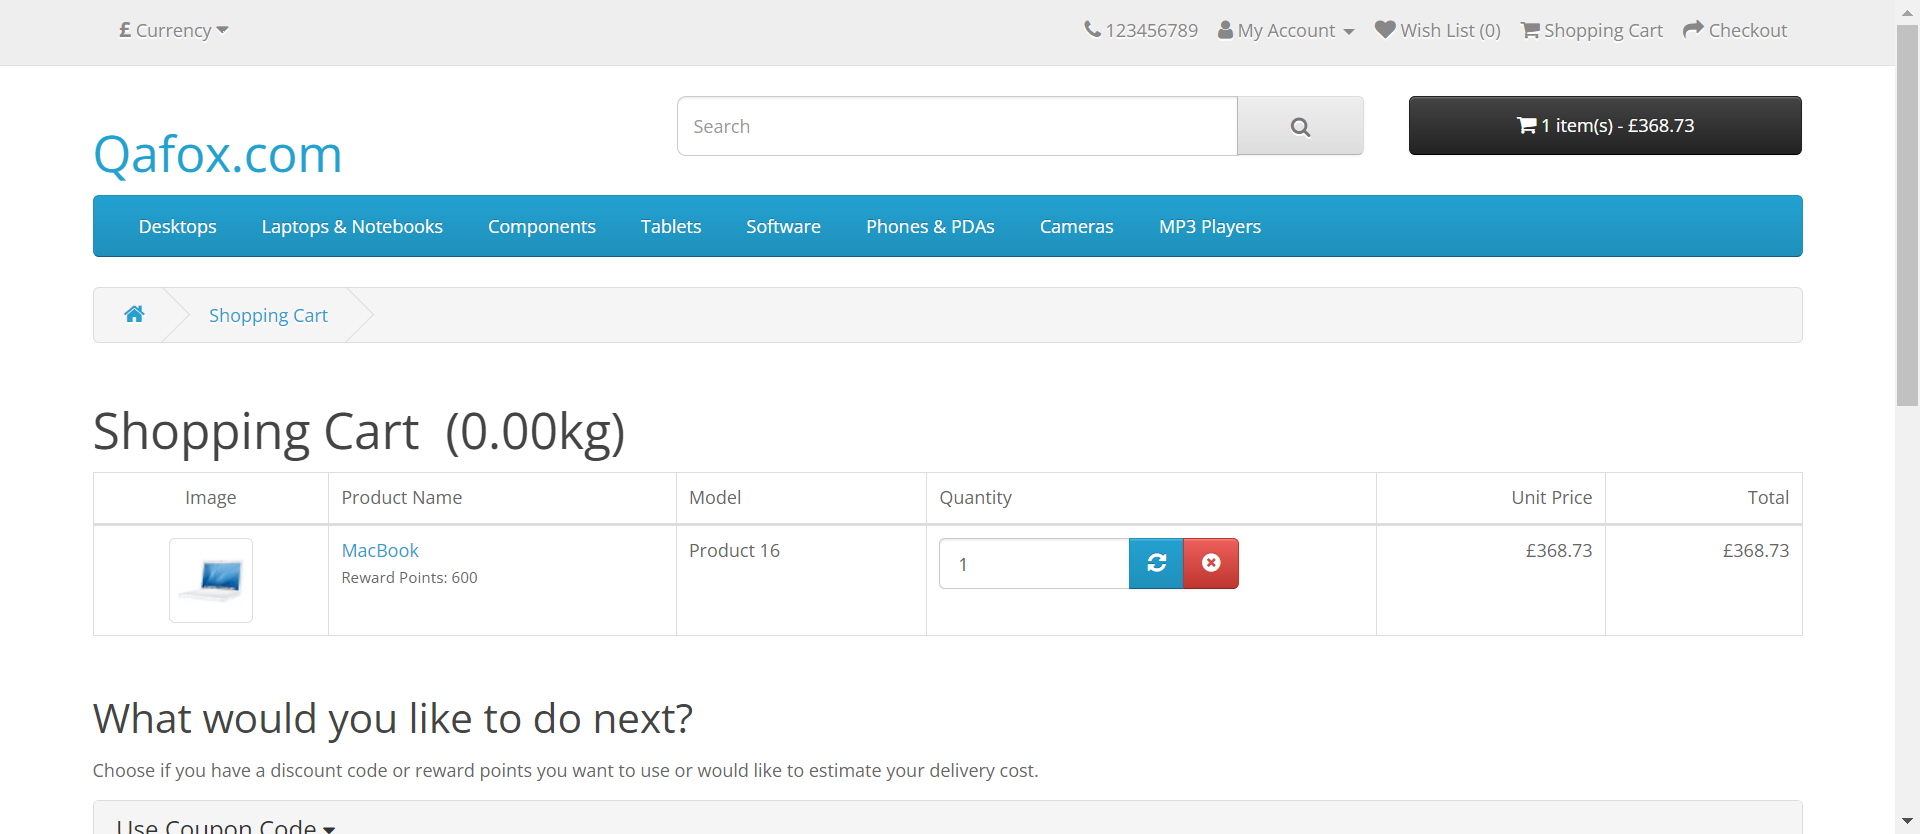 £ Currency
123456789 My Account Wish List (0) Shopping Cart Checkout
Qafox.com
Search
1 item(s) - £368.73
Desktops Laptops & Notebooks Components Tablets Software Phones & PDAs Cameras MP3 Players
Shopping Cart
Shopping Cart (0.00kg)
Image Product Name Model Quantity Unit Price Total
MacBook Product 16 1 £368.73 £368.73
Reward Points: 600
What would you like to do next?
Choose if you have a discount code or reward points you want to use or would like to estimate your delivery cost.
Use Coupon Code